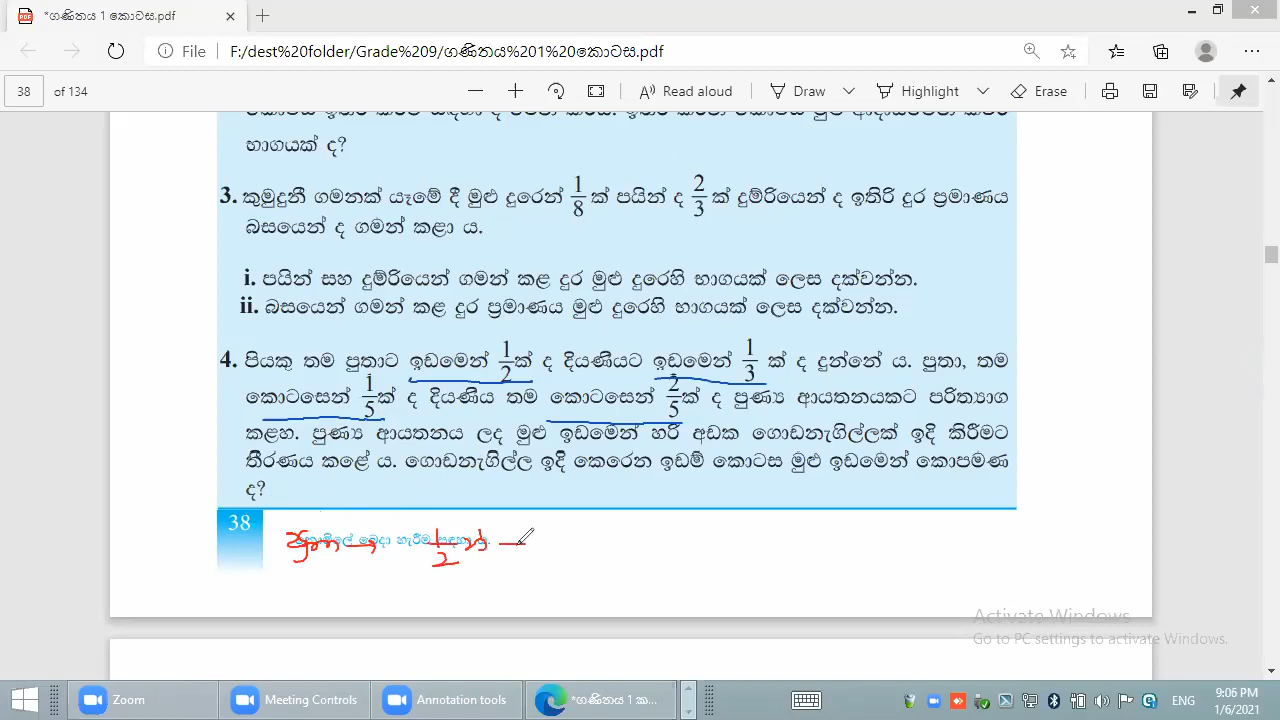 *ගණිතය 1 කොටස.pdf
File F:/dest%20folder/Grade%209/ගණිතය%201%20කොටස.pdf
38 of 134 Read aloud Draw Highlight Erase
භාගයක් ද?
3. කුමුදුනී ගමනක් යෑමේ දී මුළු දුරෙන් 1/8 ක් පයින් ද 2/3 ක් දුම්රියෙන් ද ඉතිරි දුර ප්‍රමාණය
බසයෙන් ද ගමන් කළා ය.
i. පයින් සහ දුම්රියෙන් ගමන් කළ දුර මුළු දුරෙහි භාගයක් ලෙස දක්වන්න.
ii. බසයෙන් ගමන් කළ දුර ප්‍රමාණය මුළු දුරෙහි භාගයක් ලෙස දක්වන්න.
4. පියකු තම පුතාට ඉඩමෙන් 1/2ක් ද දියණියට ඉඩමෙන් 1/3 ක් ද දුන්නේ ය. පුතා, තම
කොටසෙන් 1/5ක් ද දියණිය තම කොටසෙන් 2/5ක් ද පුණ්‍ය ආයතනයකට පරිත්‍යාග
කළහ. පුණ්‍ය ආයතනය ලද මුළු ඉඩමෙන් හරි අඩක ගොඩනැගිල්ලක් ඉදි කිරීමට
තීරණය කළේ ය. ගොඩනැගිල්ල ඉදි කෙරෙන ඉඩම් කොටස මුළු ඉඩමෙන් කොපමණ
ද?
38 බෙදා හැරීම සඳහා ය.
1/2 න්
Activate Windows
Go to PC settings to activate Windows.
Zoom Meeting Controls Annotation tools *ගණිතය 1 ක... ENG 9:06 PM
1/6/2021